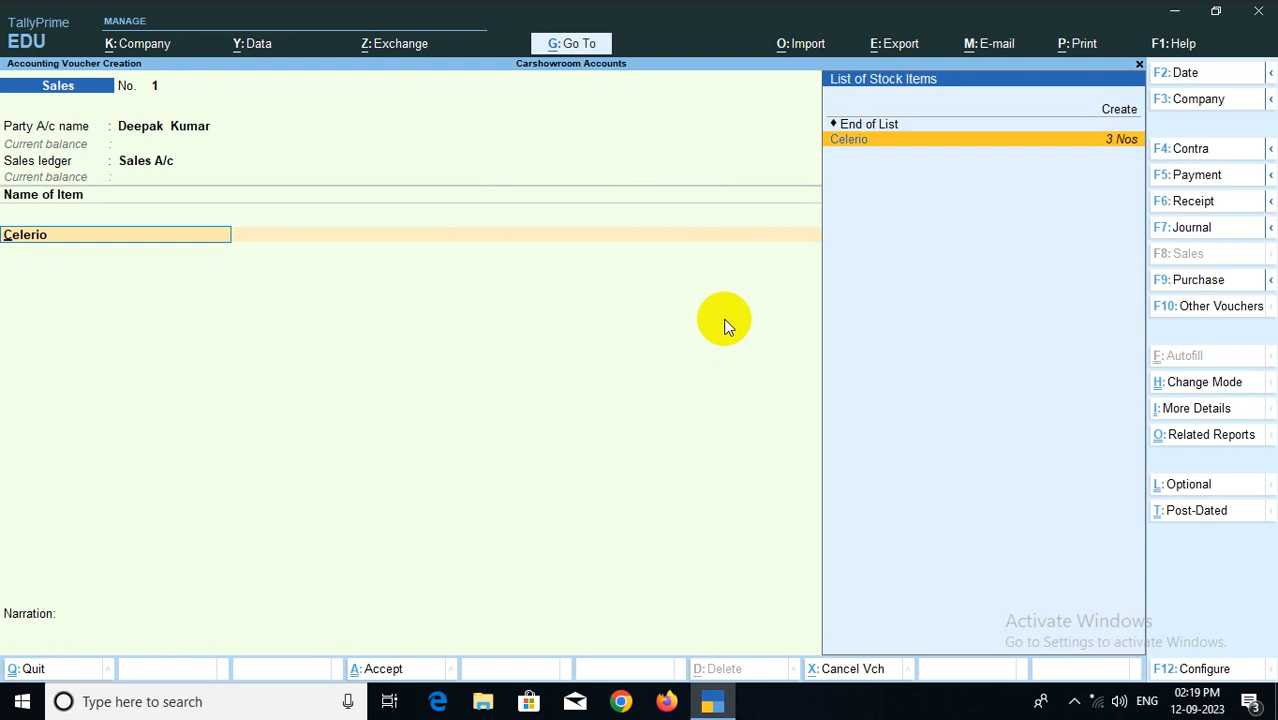 TallyPrime
MANAGE
EDU
K: Company
Y: Data
Z: Exchange
G: Go To
O: Import
E: Export
M: E-mail
P: Print
F1: Help
Accounting Voucher Creation
Carshowroom Accounts
Sales
No. 1
Party A/c name : Deepak Kumar
Current balance :
Sales ledger : Sales A/c
Current balance :
Name of Item
Celerio
Narration:
List of Stock Items
Create
End of List
Celerio 3 Nos
F2: Date
F3: Company
F4: Contra
F5: Payment
F6: Receipt
F7: Journal
F8: Sales
F9: Purchase
F10: Other Vouchers
F: Autofill
H: Change Mode
I: More Details
O: Related Reports
L: Optional
T: Post-Dated
Activate Windows
Go to Settings to activate Windows.
Q: Quit
A: Accept
D: Delete
X: Cancel Vch
F12: Configure
Type here to search
ENG
02:19 PM
12-09-2023
3